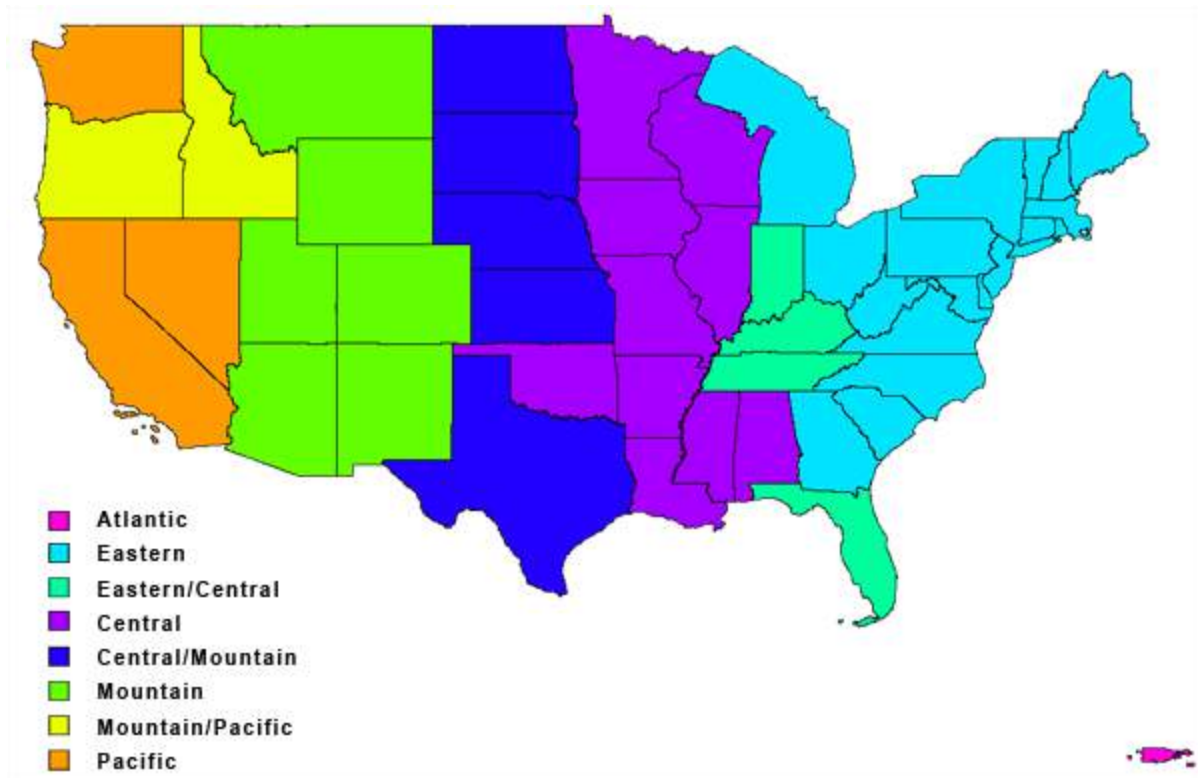 Atlantic
Eastern
Eastern/Central
Central
Central/Mountain
Mountain
Mountain/Pacific
Pacific